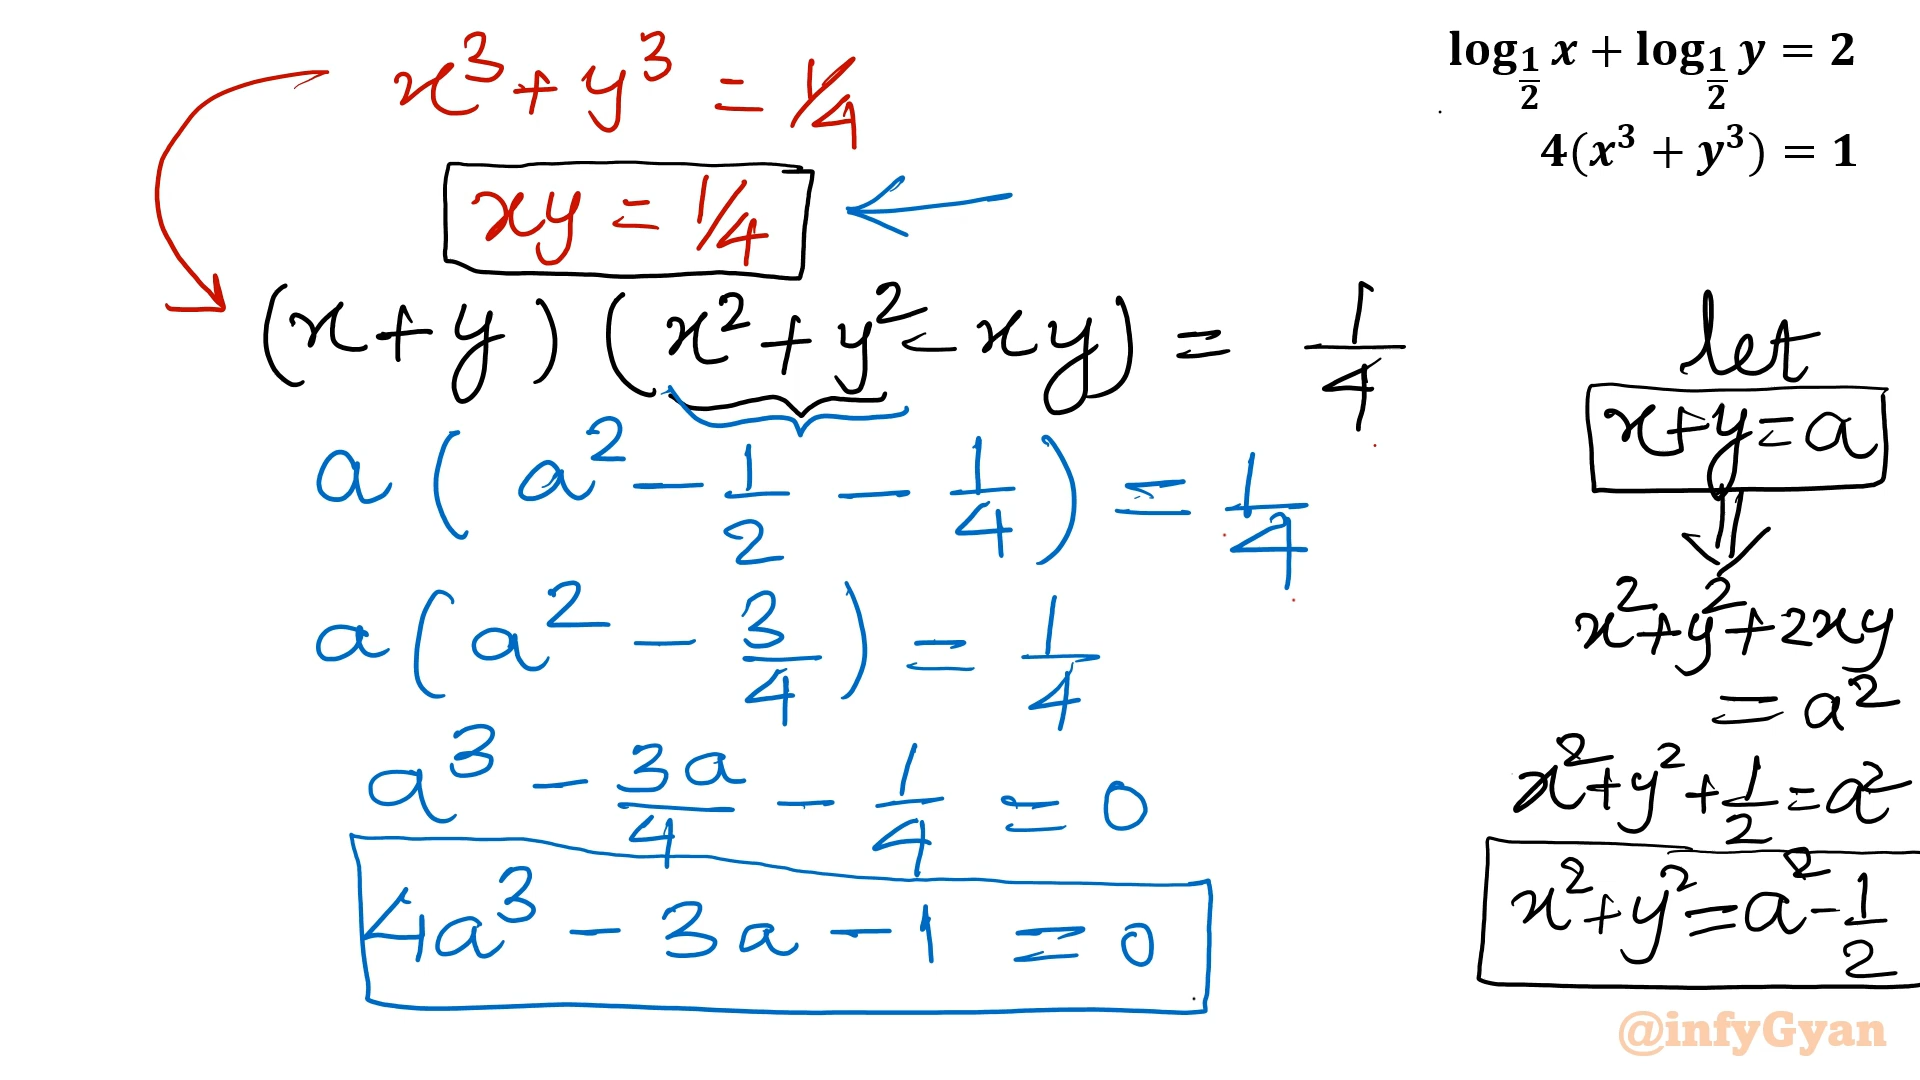 x³ + y³ = 1/4
xy = 1/4
(x + y) (x² + y² - xy) = 1/4
a (a² - 1/2 - 1/4) = 1/4
a (a² - 3/4) = 1/4
a³ - 3a/4 - 1/4 = 0
4a³ - 3a - 1 = 0
log_{1/2} x + log_{1/2} y = 2
4(x³ + y³) = 1
let
x+y=a
x²+y²+2xy
= a²
x²+y²+1/2=a²
x²+y²=a²-1/2
@infyGyan